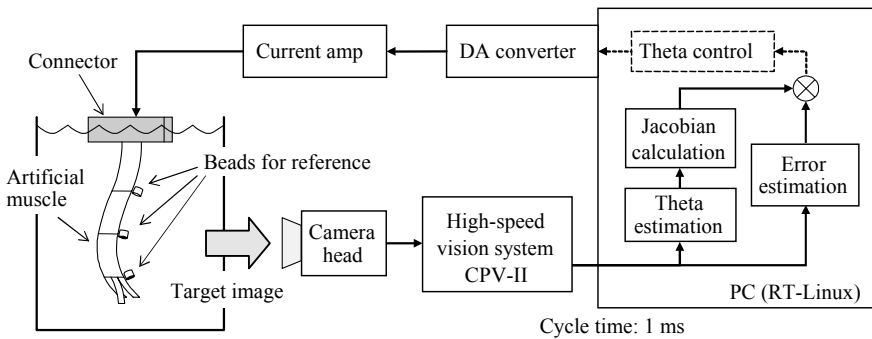 Current amp
DA converter
Theta control
Connector
Jacobian
calculation
Error
estimation
Beads for reference
Artificial
muscle
Theta
estimation
High-speed
vision system
CPV-II
Camera
head
Target image
PC (RT-Linux)
Cycle time: 1 ms